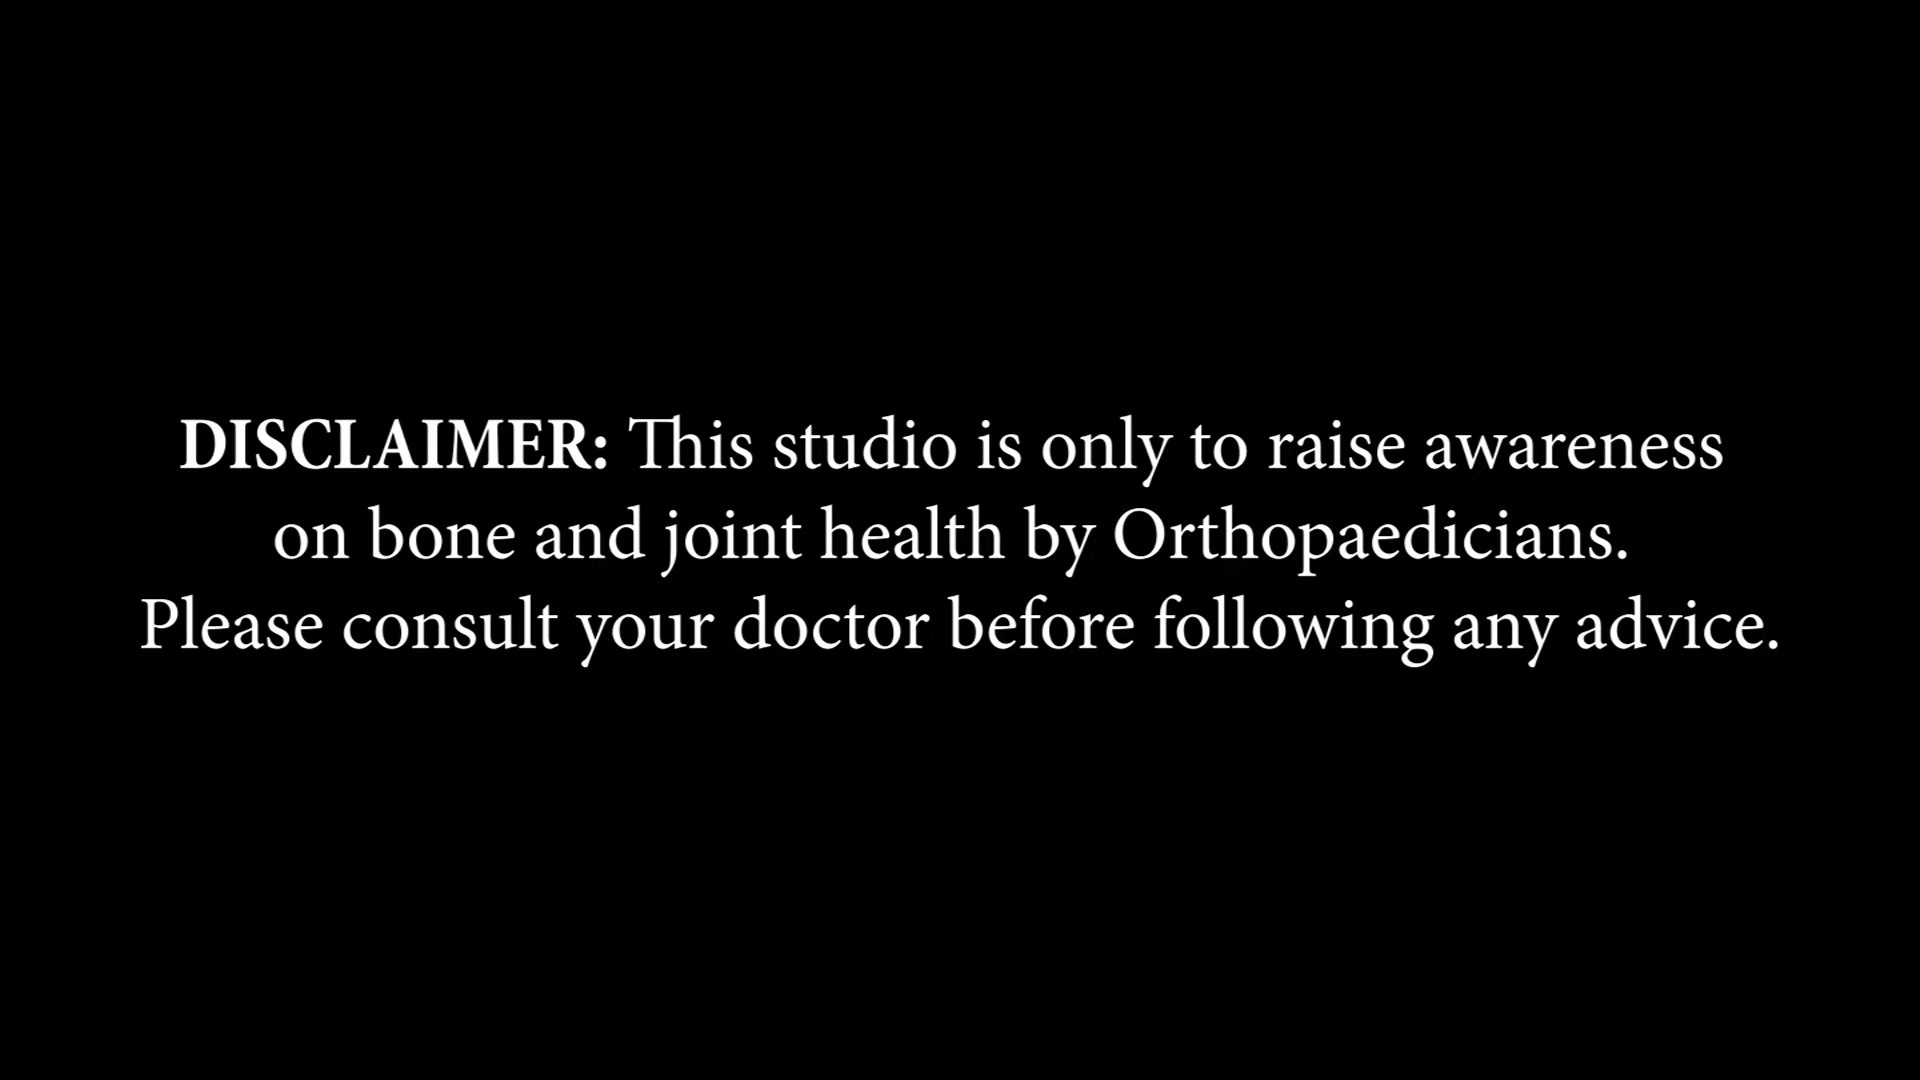 DISCLAIMER: This studio is only to raise awareness
on bone and joint health by Orthopaedicians.
Please consult your doctor before following any advice.